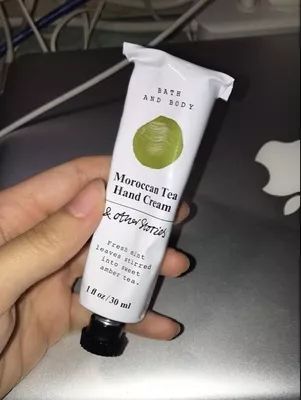 BATH
AND BODY
Moroccan Tea
Hand Cream
& other Stories
Fresh mint
leaves stirred
into sweet
amber tea.
1 fl oz/30 ml